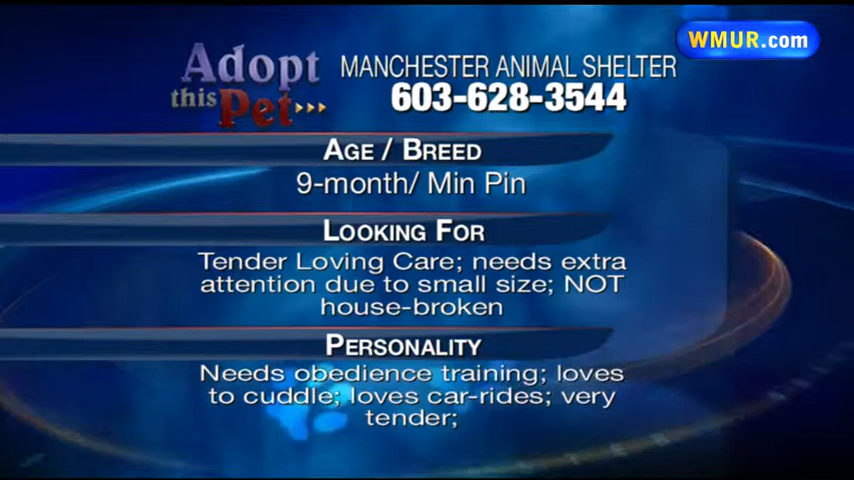 WMUR.com
Adopt
this
Pet
MANCHESTER ANIMAL SHELTER
603-628-3544
AGE / BREED
9-month/ Min Pin
LOOKING FOR
Tender Loving Care; needs extra
attention due to small size; NOT
house-broken
PERSONALITY
Needs obedience training; loves
to cuddle; loves car-rides; very
tender;